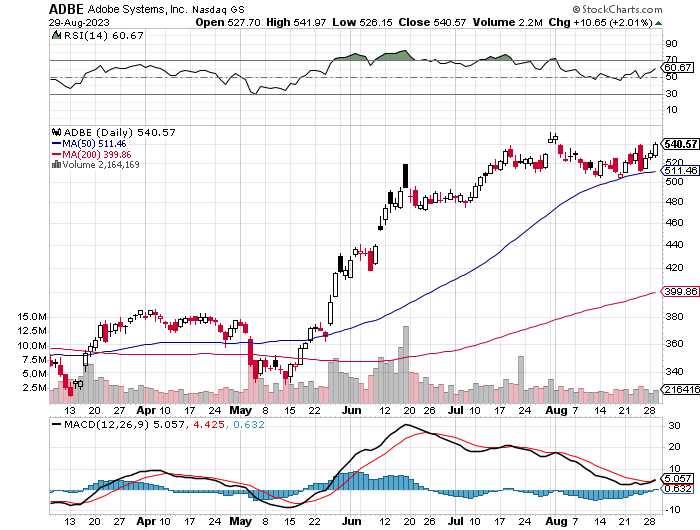 ADBE Adobe Systems, Inc. Nasdaq GS
© StockCharts.com
29-Aug-2023
Open 527.70 High 541.97 Low 526.15 Close 540.57 Volume 2.2M Chg +10.65 (+2.01%)
RSI(14) 60.67
90
70
60.67
50
30
10
ADBE (Daily) 540.57
MA(50) 511.46
MA(200) 399.86
Volume 2,164,169
540.57
520
511.46
500
480
460
440
420
399.86
380
360
340
2164169
15.0M
12.5M
10.0M
7.5M
5.0M
2.5M
13 20 27 Apr 10 17 24 May 8 15 22 Jun 12 20 26 Jul 10 17 24 Aug 7 14 21 28
MACD(12,26,9) 5.057, 4.425, 0.632
30
20
10
5.057
0.632
-10
13 20 27 Apr 10 17 24 May 8 15 22 Jun 12 20 26 Jul 10 17 24 Aug 7 14 21 28